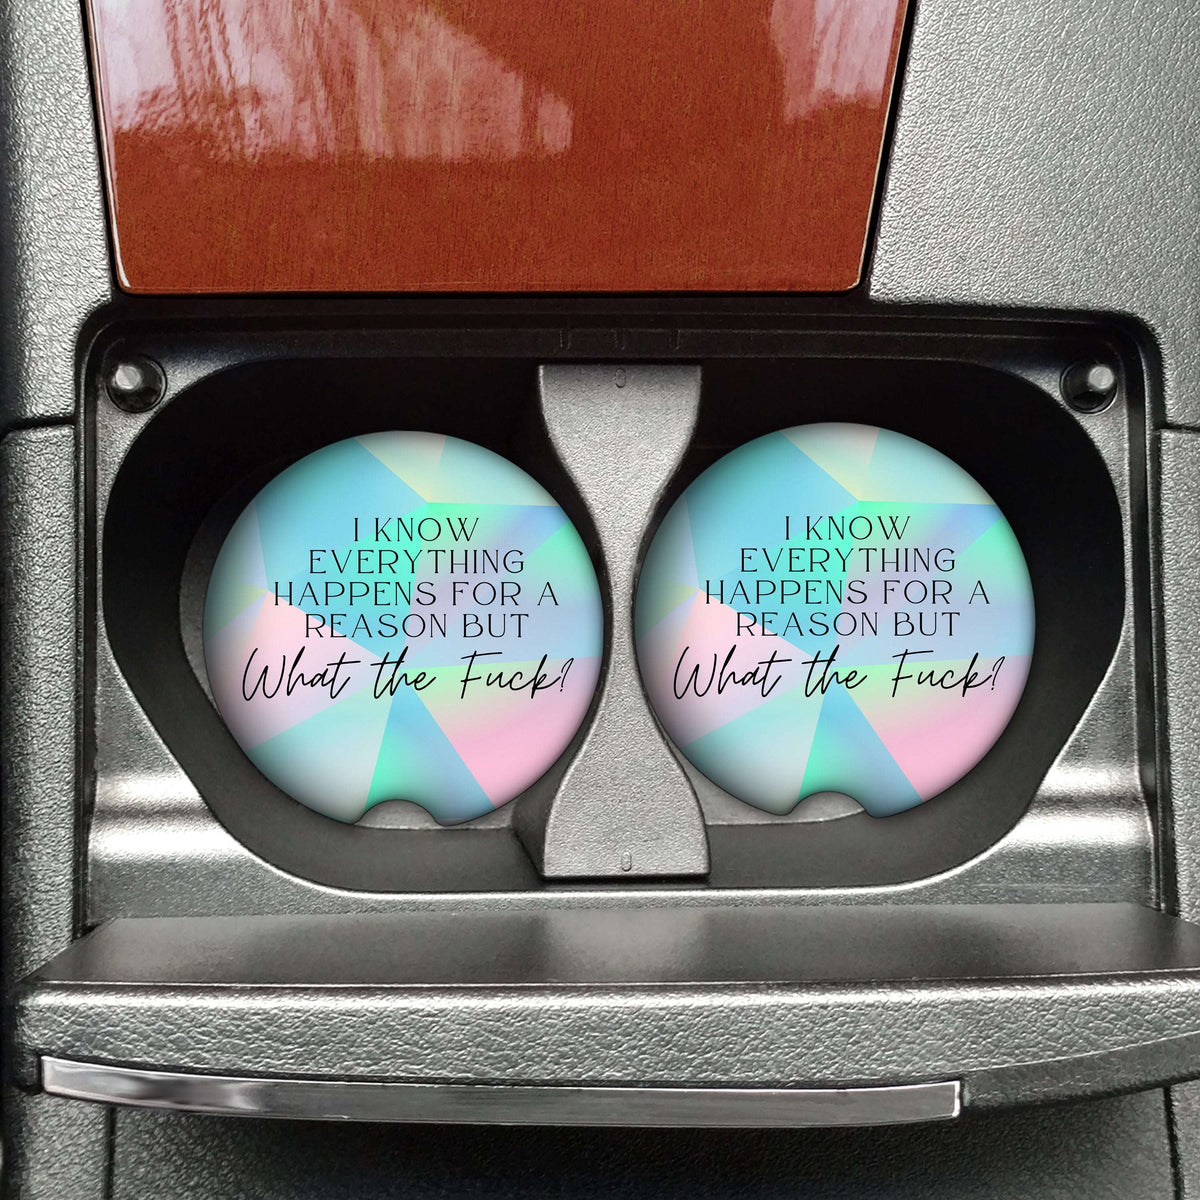 I KNOW
EVERYTHING
HAPPENS FOR A
REASON BUT
What the Fuck?
I KNOW
EVERYTHING
HAPPENS FOR A
REASON BUT
What the Fuck?